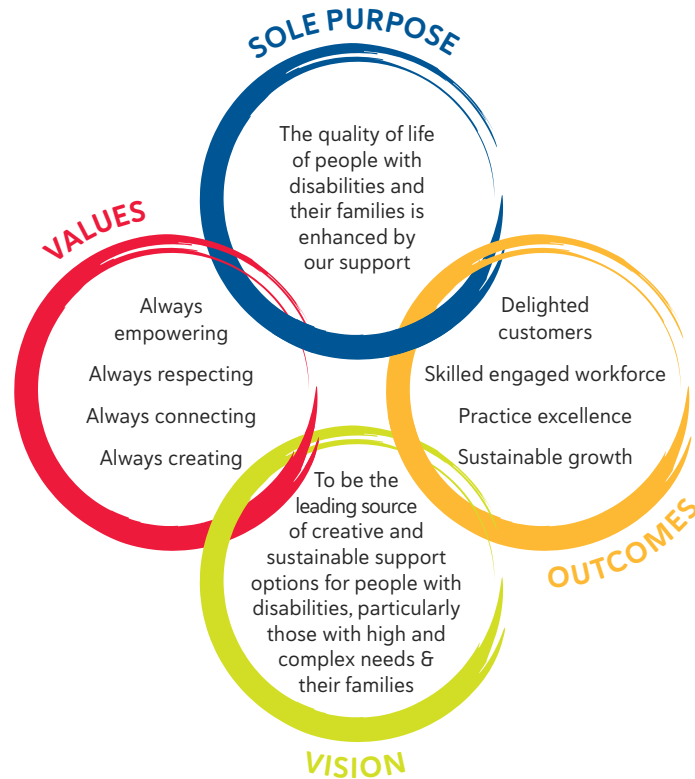 SOLE PURPOSE
The quality of life
of people with
disabilities and
their families is
enhanced by
our support
VALUES
Always
empowering
Always respecting
Always connecting
Always creating
Delighted
customers
Skilled engaged workforce
Practice excellence
Sustainable growth
OUTCOMES
To be the
leading source
of creative and
sustainable support
options for people with
disabilities, particularly
those with high and
complex needs &
their families
VISION